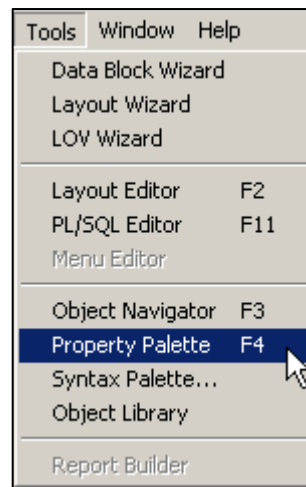 Tools Window Help
Data Block Wizard
Layout Wizard
LOV Wizard
Layout Editor F2
PL/SQL Editor F11
Menu Editor
Object Navigator F3
Property Palette F4
Syntax Palette...
Object Library
Report Builder